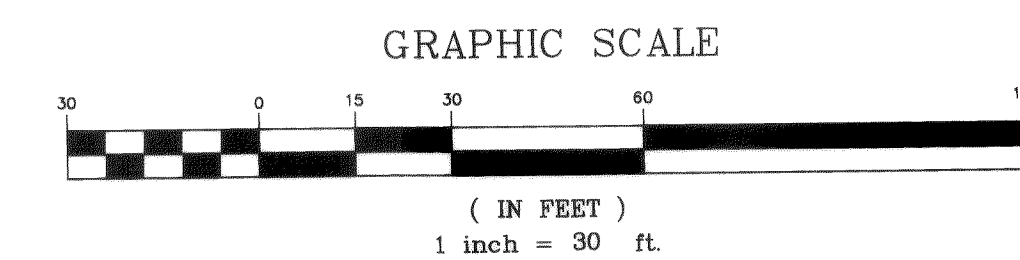 GRAPHIC SCALE
30 0 15 30 60
( IN FEET )
1 inch = 30 ft.